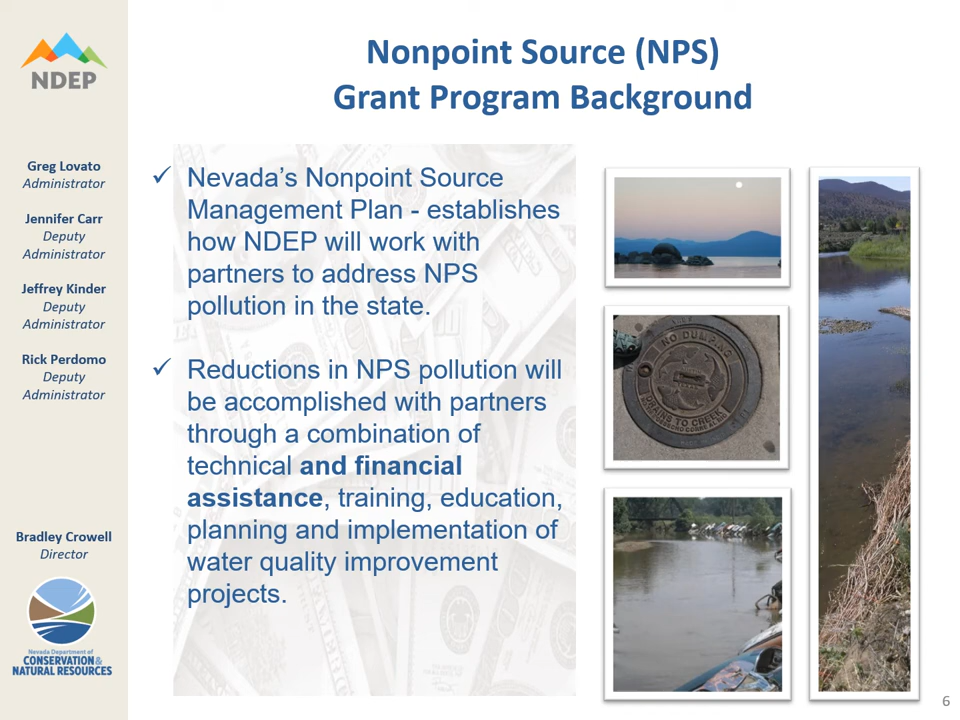 Nonpoint Source (NPS)
Grant Program Background
NDEP
Greg Lovato
Administrator
Jennifer Carr
Deputy
Administrator
Jeffrey Kinder
Deputy
Administrator
Rick Perdomo
Deputy
Administrator
Bradley Crowell
Director
Nevada Department of
CONSERVATION &
NATURAL RESOURCES
✓ Nevada’s Nonpoint Source
Management Plan - establishes
how NDEP will work with
partners to address NPS
pollution in the state.
✓ Reductions in NPS pollution will
be accomplished with partners
through a combination of
technical and financial
assistance, training, education,
planning and implementation of
water quality improvement
projects.
NO DUMPING
DRAINS TO CREEK
6